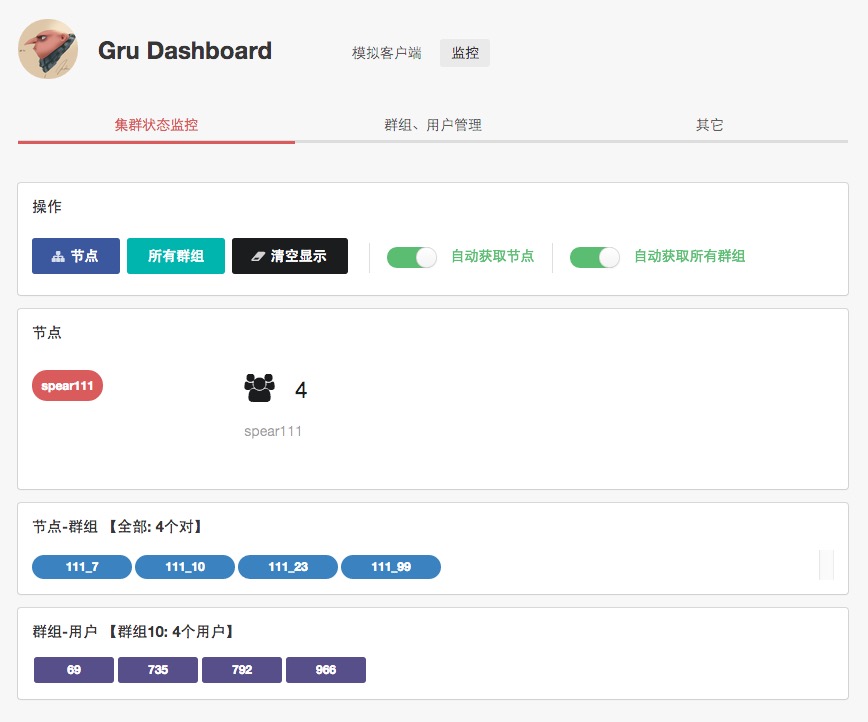 Gru Dashboard
模拟客户端 监控
集群状态监控 群组、用户管理 其它
操作
节点 所有群组 清空显示 自动获取节点 自动获取所有群组
节点
spear111 4
spear111
节点-群组 【全部: 4个对】
111_7 111_10 111_23 111_99
群组-用户 【群组10: 4个用户】
69 735 792 966